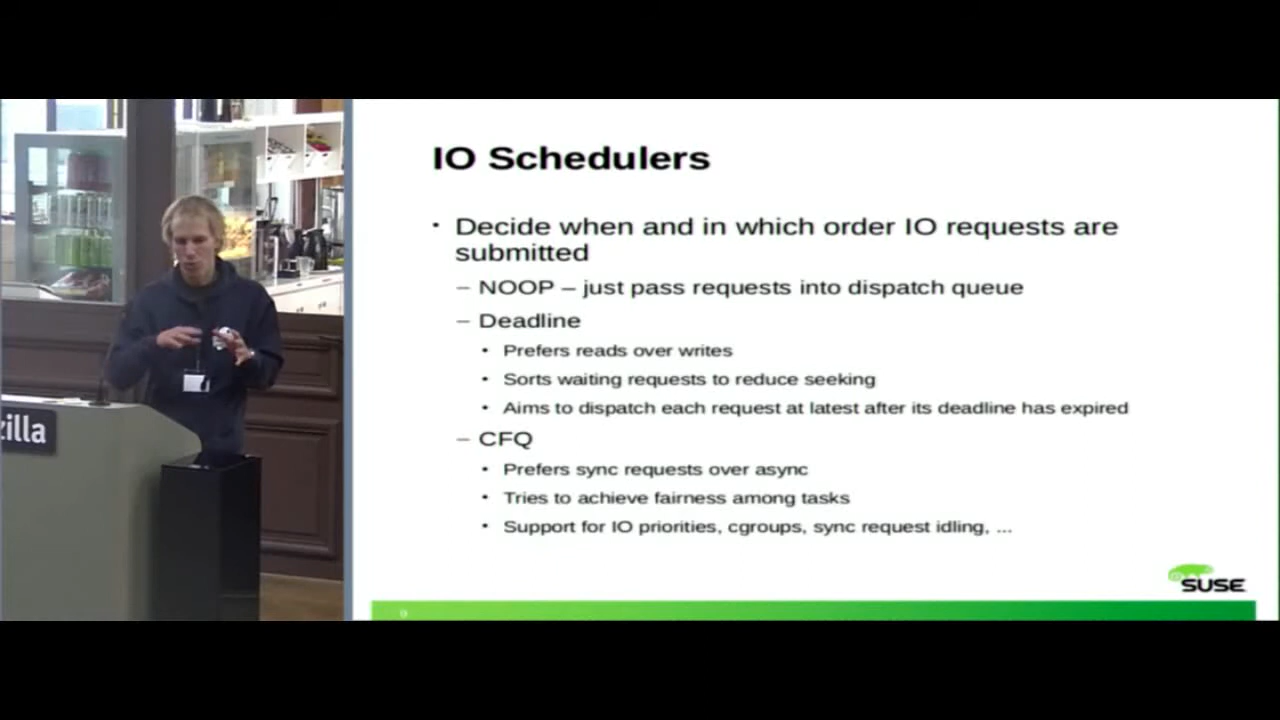 IO Schedulers
• Decide when and in which order IO requests are
submitted
– NOOP – just pass requests into dispatch queue
– Deadline
• Prefers reads over writes
• Sorts waiting requests to reduce seeking
• Aims to dispatch each request at latest after its deadline has expired
– CFQ
• Prefers sync requests over async
• Tries to achieve fairness among tasks
• Support for IO priorities, cgroups, sync request idling, ...
zilla
SUSE
9